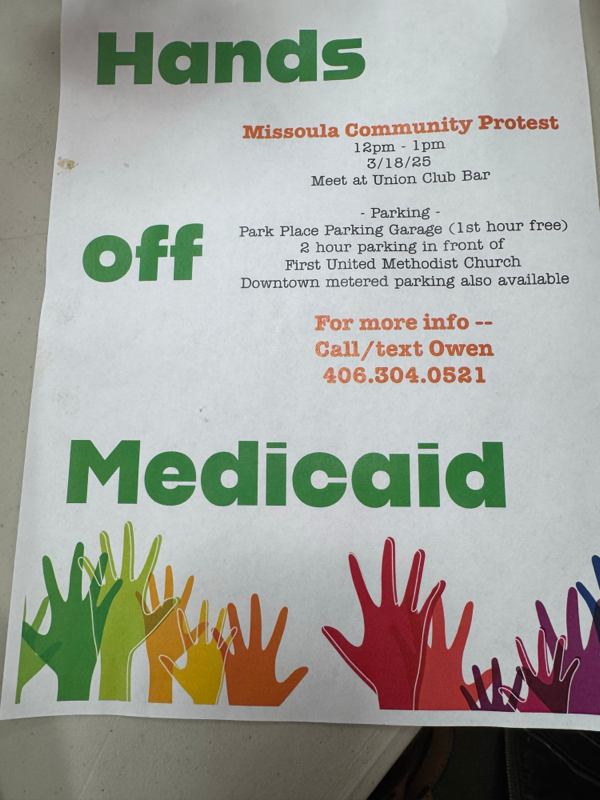 Hands
Missoula Community Protest
12pm - 1pm
3/18/25
Meet at Union Club Bar
- Parking -
Park Place Parking Garage (1st hour free)
2 hour parking in front of
First United Methodist Church
Downtown metered parking also available
off
For more info --
Call/text Owen
406.304.0521
Medicaid